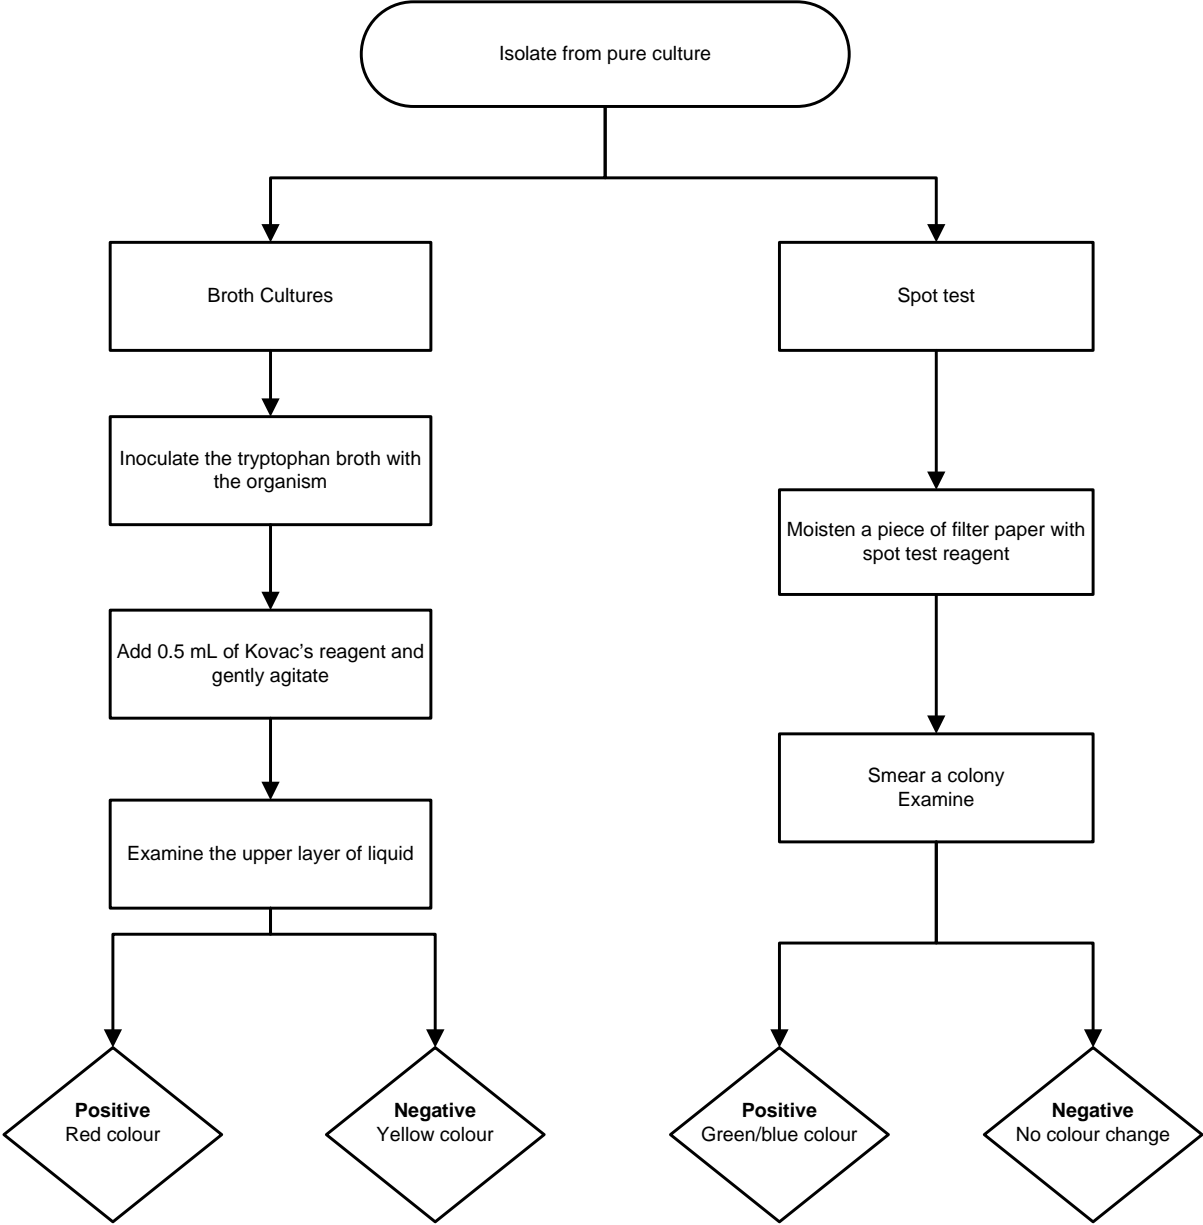 Isolate from pure culture
Broth Cultures
Spot test
Inoculate the tryptophan broth with
the organism
Moisten a piece of filter paper with
spot test reagent
Add 0.5 mL of Kovac’s reagent and
gently agitate
Smear a colony
Examine
Examine the upper layer of liquid
Positive
Red colour
Negative
Yellow colour
Positive
Green/blue colour
Negative
No colour change